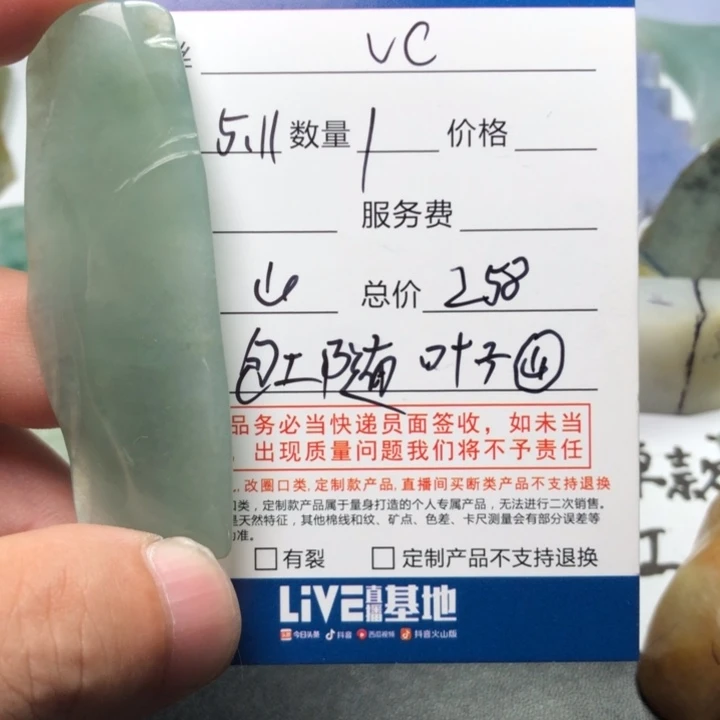 VC
5.11 数量 1 价格
服务费
山 总价 258
包工随 叶子山
品务必当快递员面签收，如未当
出现质量问题我们将不予责任
改圈口类，定制款产品，直播间买断类产品不支持退换
口类，定制款产品属于量身打造的个人专属产品，无法进行二次销售。
是天然特征，其他棉线和纹、矿点、色差、卡尺测量会有部分误差等
为准。
□有裂 □定制产品不支持退换
LiVE直播基地
今日头条 抖音 西瓜视频 抖音火山版